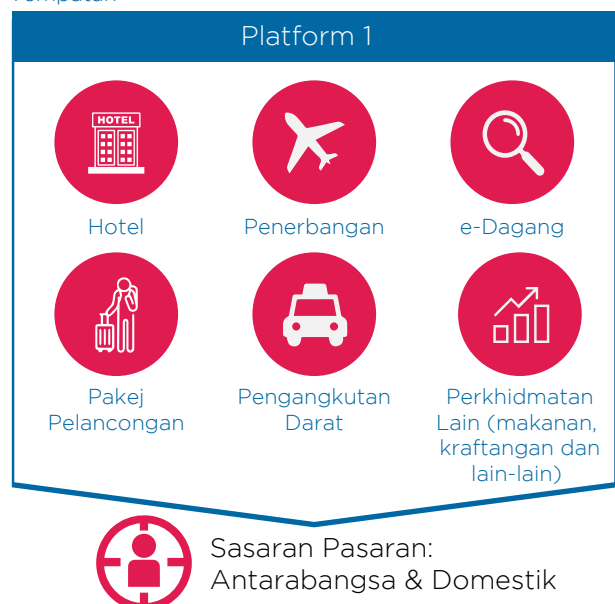 Platform 1
HOTEL
Hotel
Penerbangan
e-Dagang
Pakej
Pelancongan
Pengangkutan
Darat
Perkhidmatan
Lain (makanan,
kraftangan dan
lain-lain)
Sasaran Pasaran:
Antarabangsa & Domestik